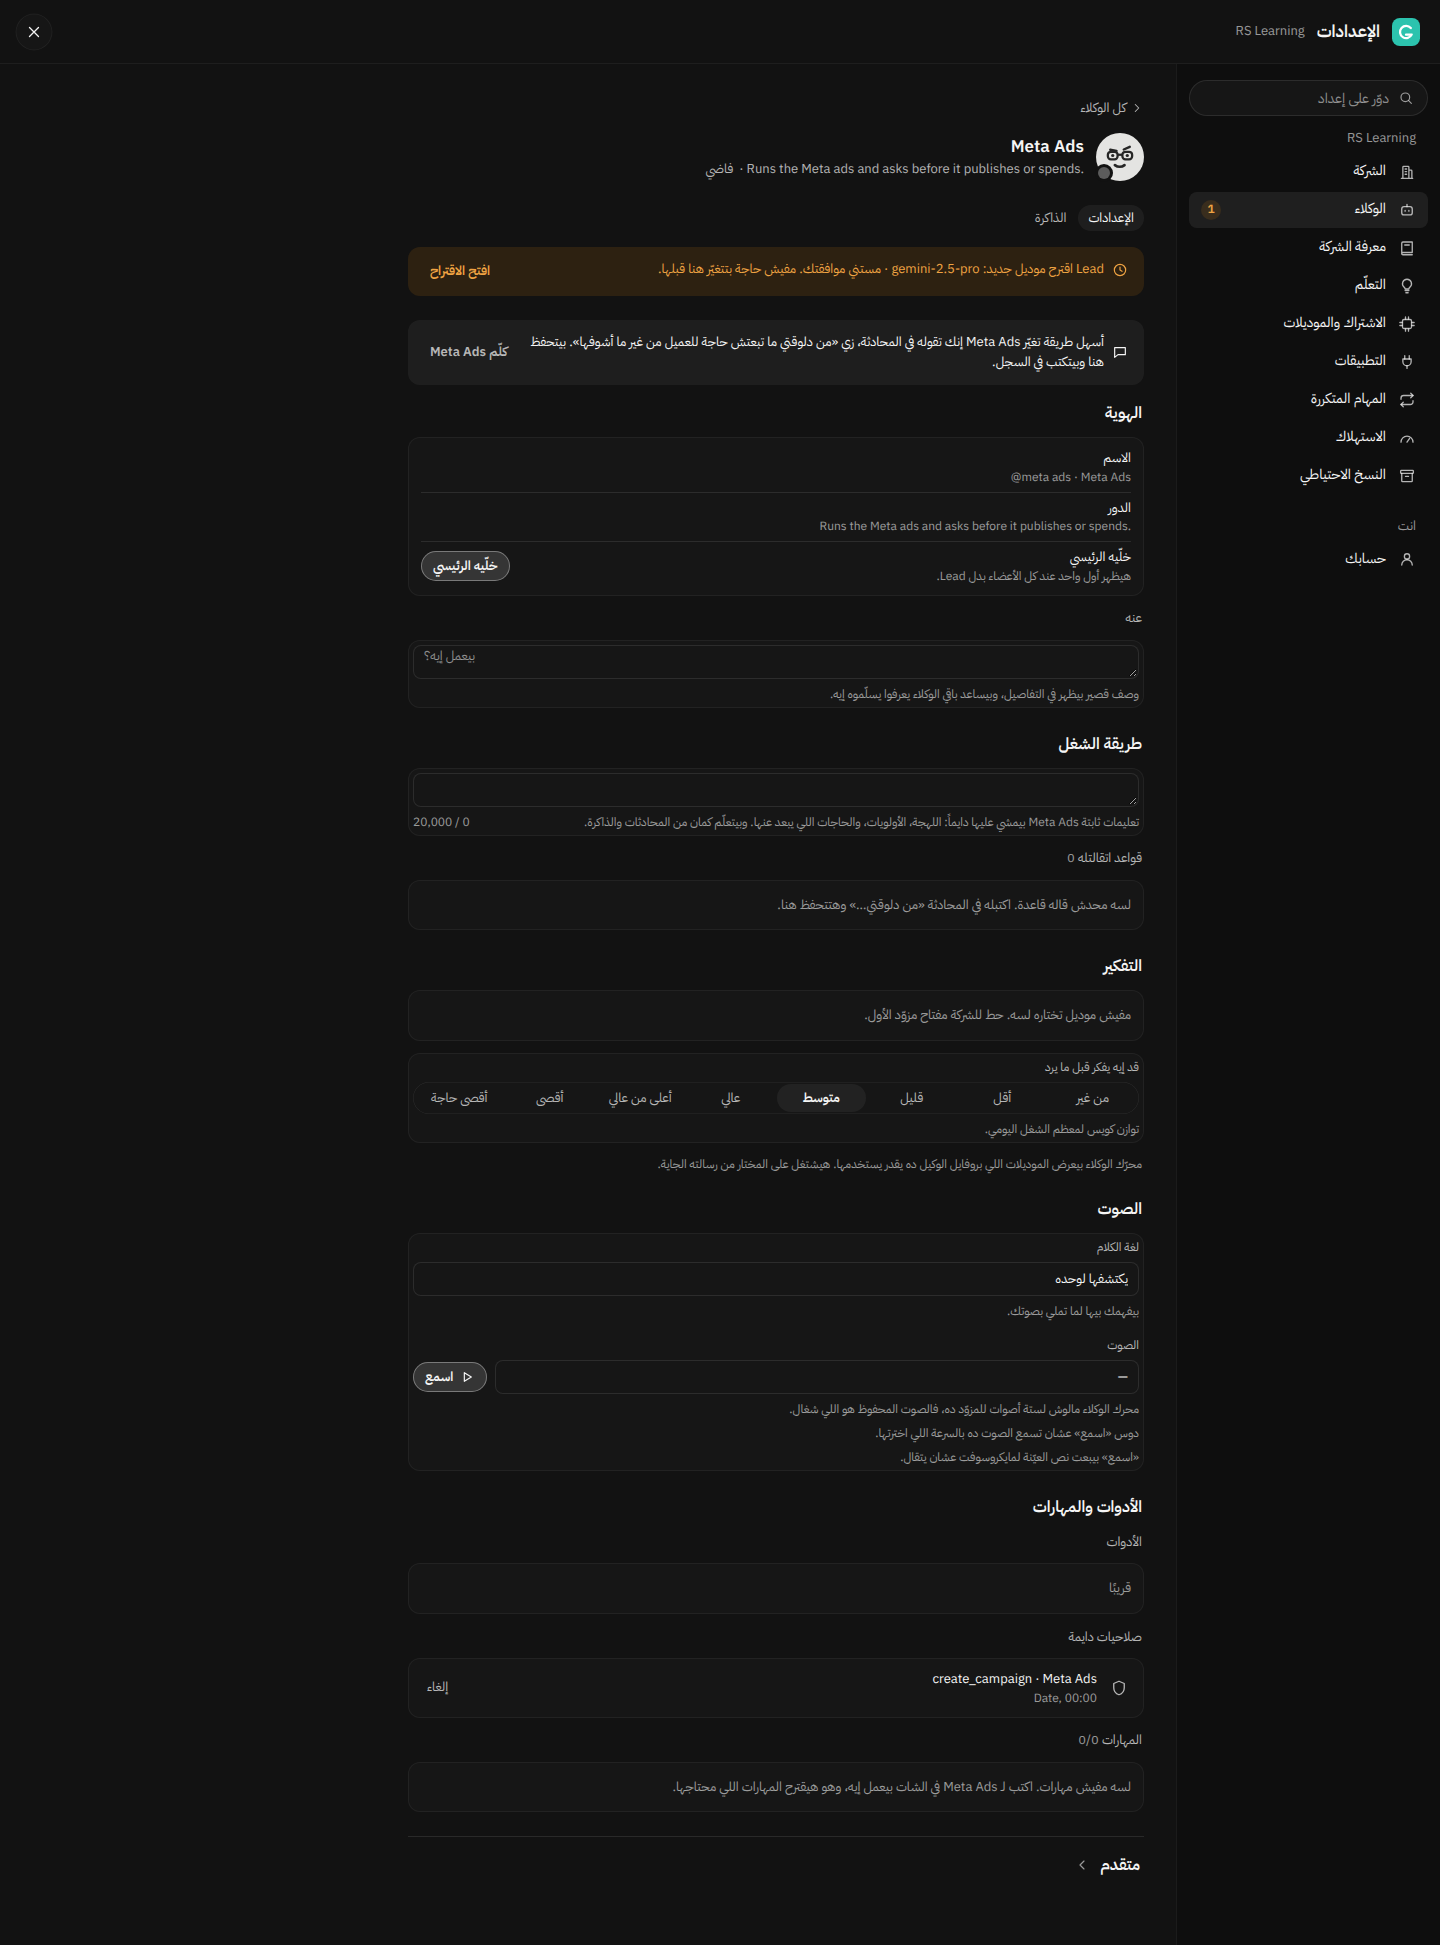 الإعدادات
RS Learning
دوّر على إعداد
RS Learning
الشركة
الوكلاء
1
معرفة الشركة
التعلّم
الاشتراك والموديلات
التطبيقات
المهام المتكررة
الاستهلاك
النسخ الاحتياطي
انت
حسابك
كل الوكلاء
Meta Ads
Runs the Meta ads and asks before it publishes or spends. · فاضي
الإعدادات
الذاكرة
Lead اقترح موديل جديد: gemini-2.5-pro · مستني موافقتك. مفيش حاجة بتتغيّر هنا قبلها.
افتح الاقتراح
أسهل طريقة تغيّر Meta Ads إنك تقوله في المحادثة، زي «من دلوقتي ما تبعتش حاجة للعميل من غير ما أشوفها». بيتحفظ
هنا وبيتكتب في السجل.
كلّم Meta Ads
الهوية
الاسم
@meta ads · Meta Ads
الدور
Runs the Meta ads and asks before it publishes or spends.
خلّيه الرئيسي
هيظهر أول واحد عند كل الأعضاء بدل Lead.
خلّيه الرئيسي
عنه
بيعمل إيه؟
وصف قصير بيظهر في التفاصيل، وبيساعد باقي الوكلاء يعرفوا يسلّموه إيه.
طريقة الشغل
تعليمات ثابتة Meta Ads بيمشي عليها دايماً: اللهجة، الأولويات، والحاجات اللي يبعد عنها. وبيتعلّم كمان من المحادثات والذاكرة.
20,000 / 0
قواعد اتقالتله 0
لسه محدش قاله قاعدة. اكتبله في المحادثة «من دلوقتي…» وهتتحفظ هنا.
التفكير
مفيش موديل تختاره لسه. حط للشركة مفتاح مزوّد الأول.
قد إيه يفكر قبل ما يرد
من غير
أقل
قليل
متوسط
عالي
أعلى من عالي
أقصى
أقصى حاجة
توازن كويس لمعظم الشغل اليومي.
محرّك الوكلاء بيعرض الموديلات اللي بروفايل الوكيل ده يقدر يستخدمها. هيشتغل على المختار من رسالته الجاية.
الصوت
لغة الكلام
يكتشفها لوحده
بيفهمك بيها لما تملي بصوتك.
الصوت
—
اسمع
محرك الوكلاء مالوش لستة أصوات للمزوّد ده، فالصوت المحفوظ هو اللي شغال.
دوس «اسمع» عشان تسمع الصوت ده بالسرعة اللي اخترتها.
«اسمع» بيبعت نص العيّنة لمايكروسوفت عشان يتقال.
الأدوات والمهارات
الأدوات
قريبًا
صلاحيات دايمة
create_campaign · Meta Ads
Date, 00:00
إلغاء
المهارات 0/0
لسه مفيش مهارات. اكتب لـ Meta Ads في الشات بيعمل إيه، وهو هيقترح المهارات اللي محتاجها.
متقدم